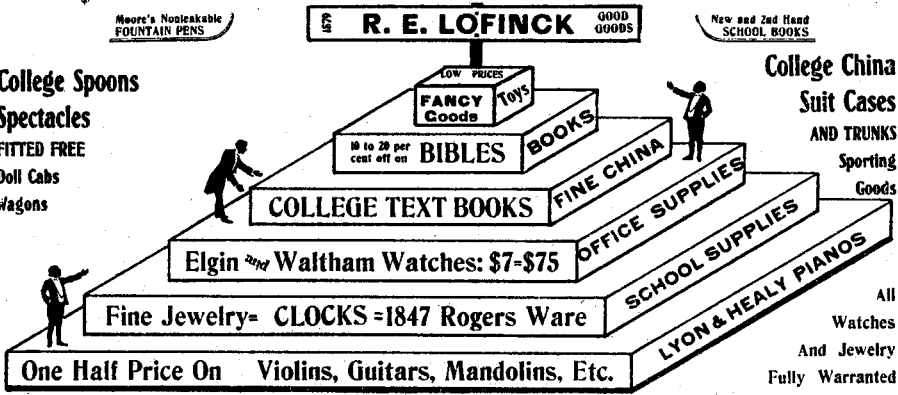 Moore's Nonleakable
FOUNTAIN PENS
1879
R. E. LOFINCK
GOOD
GOODS
New and 2nd Hand
SCHOOL BOOKS
College Spoons
Spectacles
FITTED FREE
Doll Cabs
Wagons
LOW PRICES
FANCY
Goods
Toys
10 to 20 per
cent off on
BIBLES
BOOKS
COLLEGE TEXT BOOKS
FINE CHINA
Elgin and Waltham Watches: $7=$75
OFFICE SUPPLIES
Fine Jewelry= CLOCKS =1847 Rogers Ware
SCHOOL SUPPLIES
One Half Price On Violins, Guitars, Mandolins, Etc.
LYON & HEALY PIANOS
College China
Suit Cases
AND TRUNKS
Sporting
Goods
All
Watches
And Jewelry
Fully Warranted